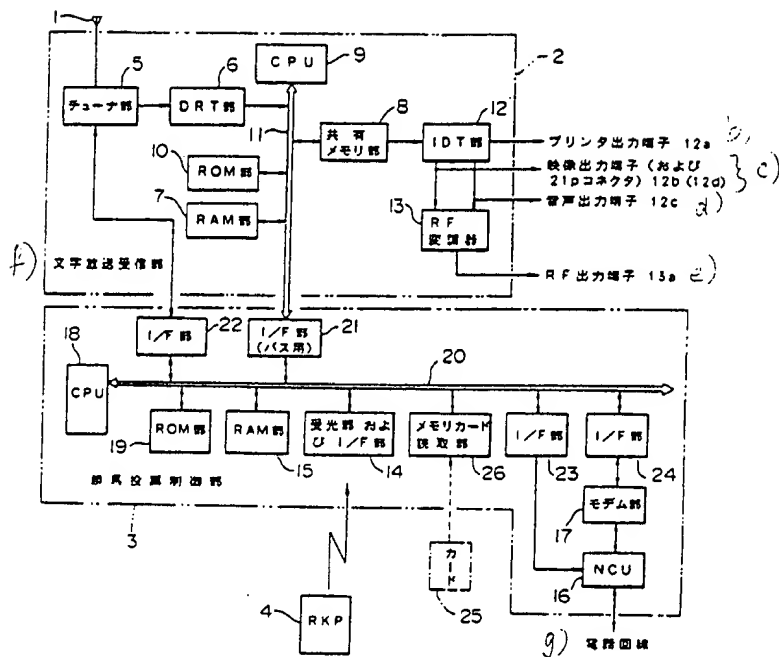 1
2
5
6
9
CPU
チューナ部
DRT部
8
12
11
共有
メモリ部
IDT部
プリンタ出力端子 12a
b)
10
ROM部
映像出力端子(および
21pコネクタ) 12b (12d)
} c)
7
RAM部
13
RF
変調器
音声出力端子 12c
d)
f)
文字放送受信部
RF出力端子 13a
e)
18
I/F部
22
I/F部
(バス用)
21
20
CPU
ROM部
RAM部
受光部 および
I/F部
メモリカード
読取部
I/F部
I/F部
19
15
14
26
23
24
投票制御部
モデム部
17
3
カード
NCU
16
4
RKP
25
g)
電話回線